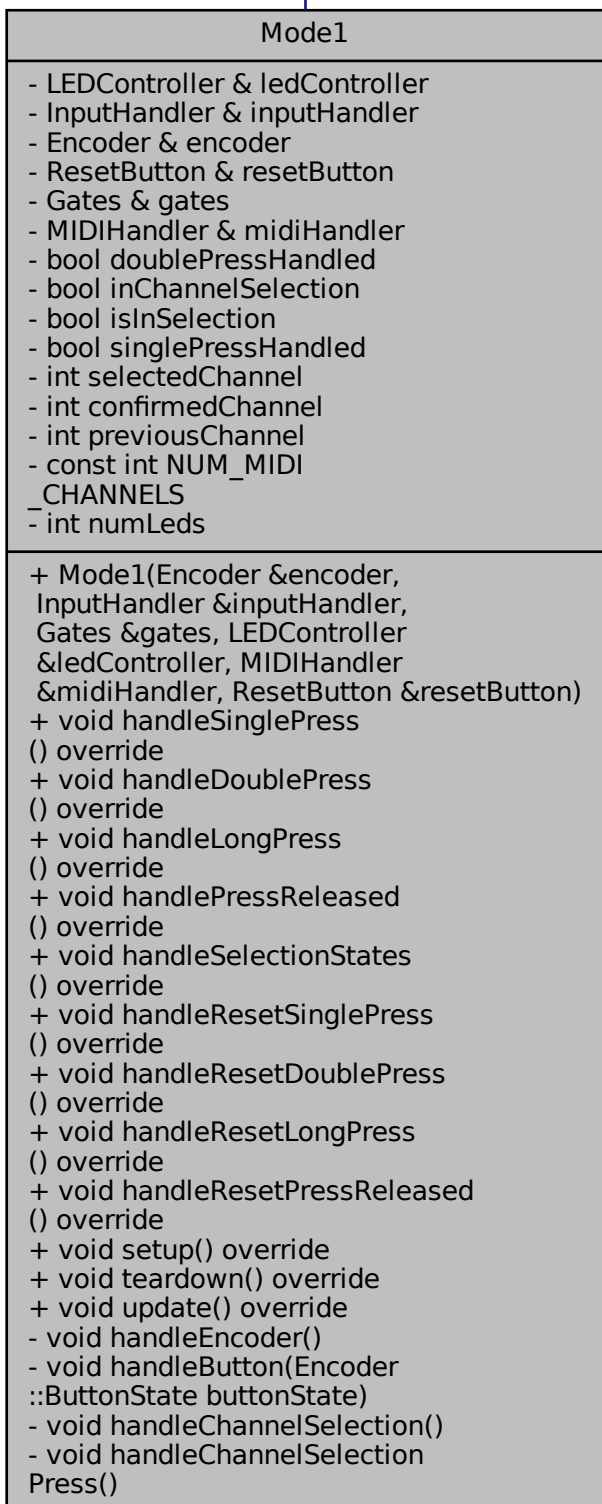 Mode1
- LEDController & ledController
- InputHandler & inputHandler
- Encoder & encoder
- ResetButton & resetButton
- Gates & gates
- MIDIHandler & midiHandler
- bool doublePressHandled
- bool inChannelSelection
- bool isInSelection
- bool singlePressHandled
- int selectedChannel
- int confirmedChannel
- int previousChannel
- const int NUM_MIDI
_CHANNELS
- int numLeds
+ Mode1(Encoder &encoder,
InputHandler &inputHandler,
Gates &gates, LEDController
&ledController, MIDIHandler
&midiHandler, ResetButton &resetButton)
+ void handleSinglePress
() override
+ void handleDoublePress
() override
+ void handleLongPress
() override
+ void handlePressReleased
() override
+ void handleSelectionStates
() override
+ void handleResetSinglePress
() override
+ void handleResetDoublePress
() override
+ void handleResetLongPress
() override
+ void handleResetPressReleased
() override
+ void setup() override
+ void teardown() override
+ void update() override
- void handleEncoder()
- void handleButton(Encoder
::ButtonState buttonState)
- void handleChannelSelection()
- void handleChannelSelection
Press()